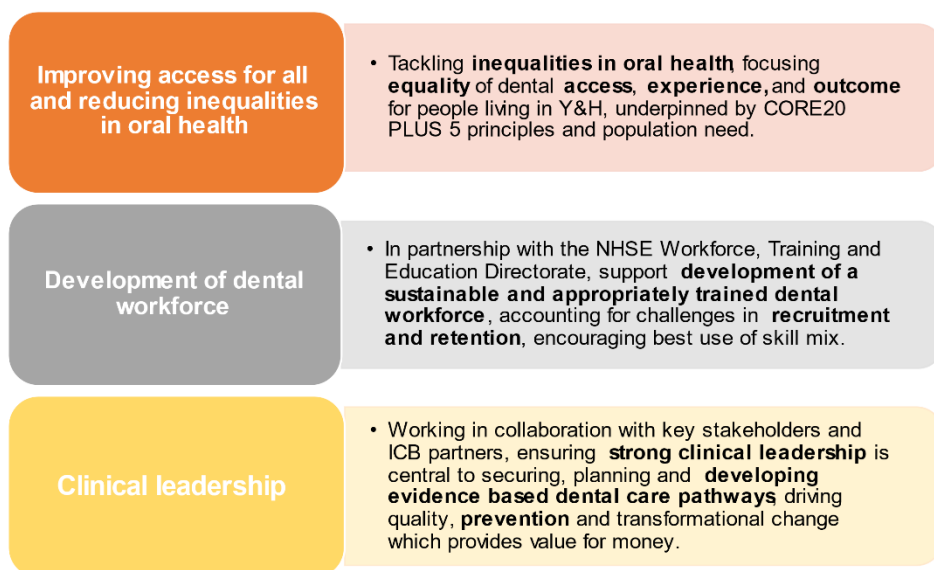 Improving access for all
and reducing inequalities
in oral health
• Tackling inequalities in oral health, focusing
equality of dental access, experience, and outcome
for people living in Y&H, underpinned by CORE20
PLUS 5 principles and population need.
Development of dental
workforce
• In partnership with the NHSE Workforce, Training and
Education Directorate, support development of a
sustainable and appropriately trained dental
workforce, accounting for challenges in recruitment
and retention, encouraging best use of skill mix.
Clinical leadership
• Working in collaboration with key stakeholders and
ICB partners, ensuring strong clinical leadership is
central to securing, planning and developing
evidence based dental care pathways, driving
quality, prevention and transformational change
which provides value for money.